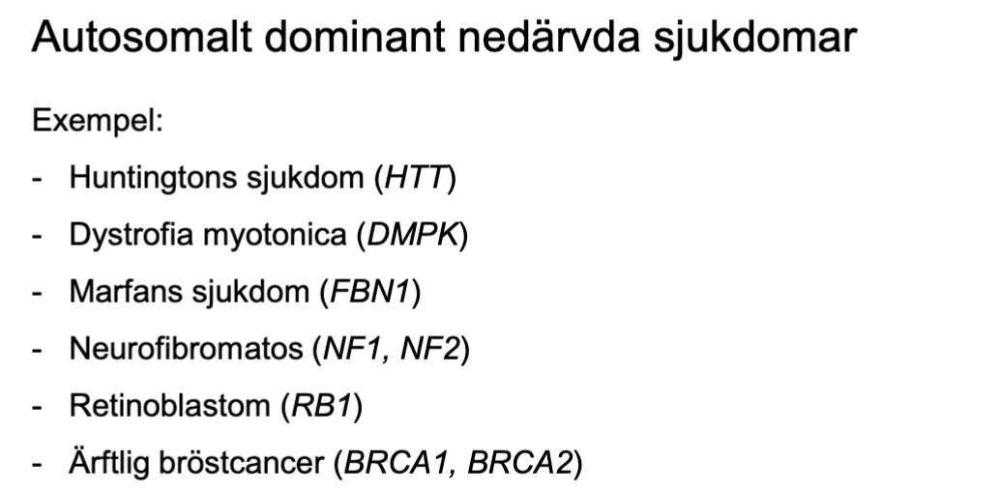 Autosomalt dominant nedärvda sjukdomar
Exempel:
- Huntingtons sjukdom (HTT)
- Dystrofia myotonica (DMPK)
- Marfans sjukdom (FBN1)
- Neurofibromatos (NF1, NF2)
- Retinoblastom (RB1)
- Ärftlig bröstcancer (BRCA1, BRCA2)